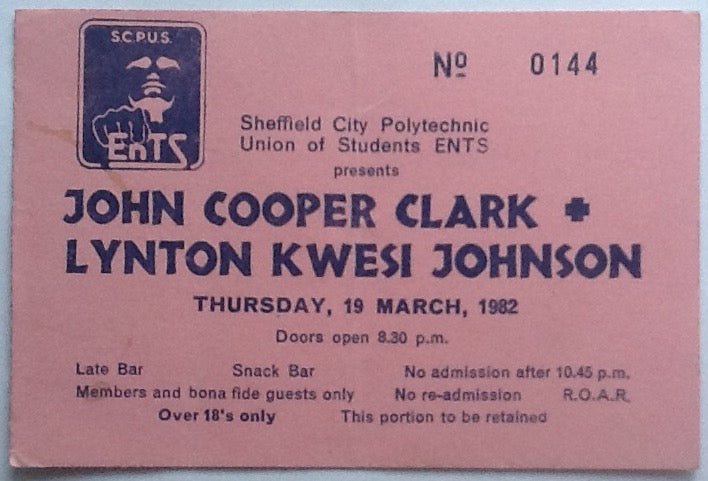 S.C.P.U.S.
EnTS
Nº 0144
Sheffield City Polytechnic
Union of Students ENTS
presents
JOHN COOPER CLARK +
LYNTON KWESI JOHNSON
THURSDAY, 19 MARCH, 1982
Doors open 8.30 p.m.
Late Bar Snack Bar No admission after 10.45 p.m.
Members and bona fide guests only No re-admission R.O.A.R.
Over 18's only This portion to be retained